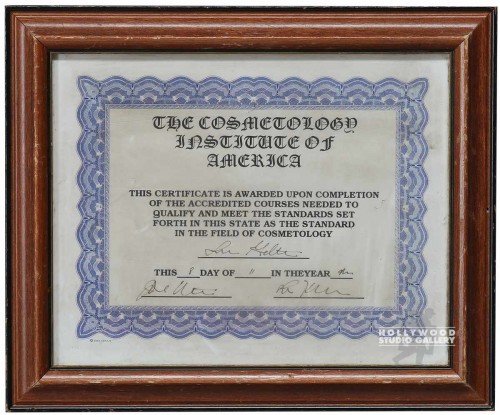 THE COSMETOLOGY
INSTITUTE OF
AMERICA
THIS CERTIFICATE IS AWARDED UPON COMPLETION
OF THE ACCREDITED COURSES NEEDED TO
QUALIFY AND MEET THE STANDARDS SET
FORTH IN THIS STATE AS THE STANDARD
IN THE FIELD OF COSMETOLOGY
THIS 8 DAY OF IN THEYEAR
HOLLYWOOD
STUDIO GALLERY